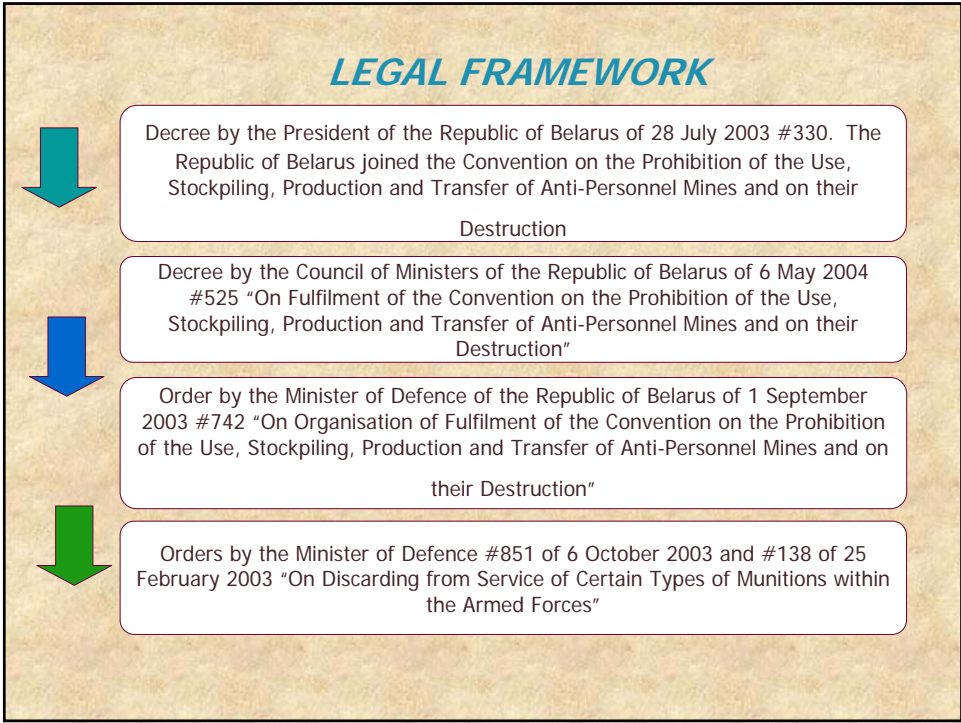 LEGAL FRAMEWORK
Decree by the President of the Republic of Belarus of 28 July 2003 #330. The
Republic of Belarus joined the Convention on the Prohibition of the Use,
Stockpiling, Production and Transfer of Anti-Personnel Mines and on their
Destruction
Decree by the Council of Ministers of the Republic of Belarus of 6 May 2004
#525 “On Fulfilment of the Convention on the Prohibition of the Use,
Stockpiling, Production and Transfer of Anti-Personnel Mines and on their
Destruction”
Order by the Minister of Defence of the Republic of Belarus of 1 September
2003 #742 “On Organisation of Fulfilment of the Convention on the Prohibition
of the Use, Stockpiling, Production and Transfer of Anti-Personnel Mines and on
their Destruction”
Orders by the Minister of Defence #851 of 6 October 2003 and #138 of 25
February 2003 “On Discarding from Service of Certain Types of Munitions within
the Armed Forces”